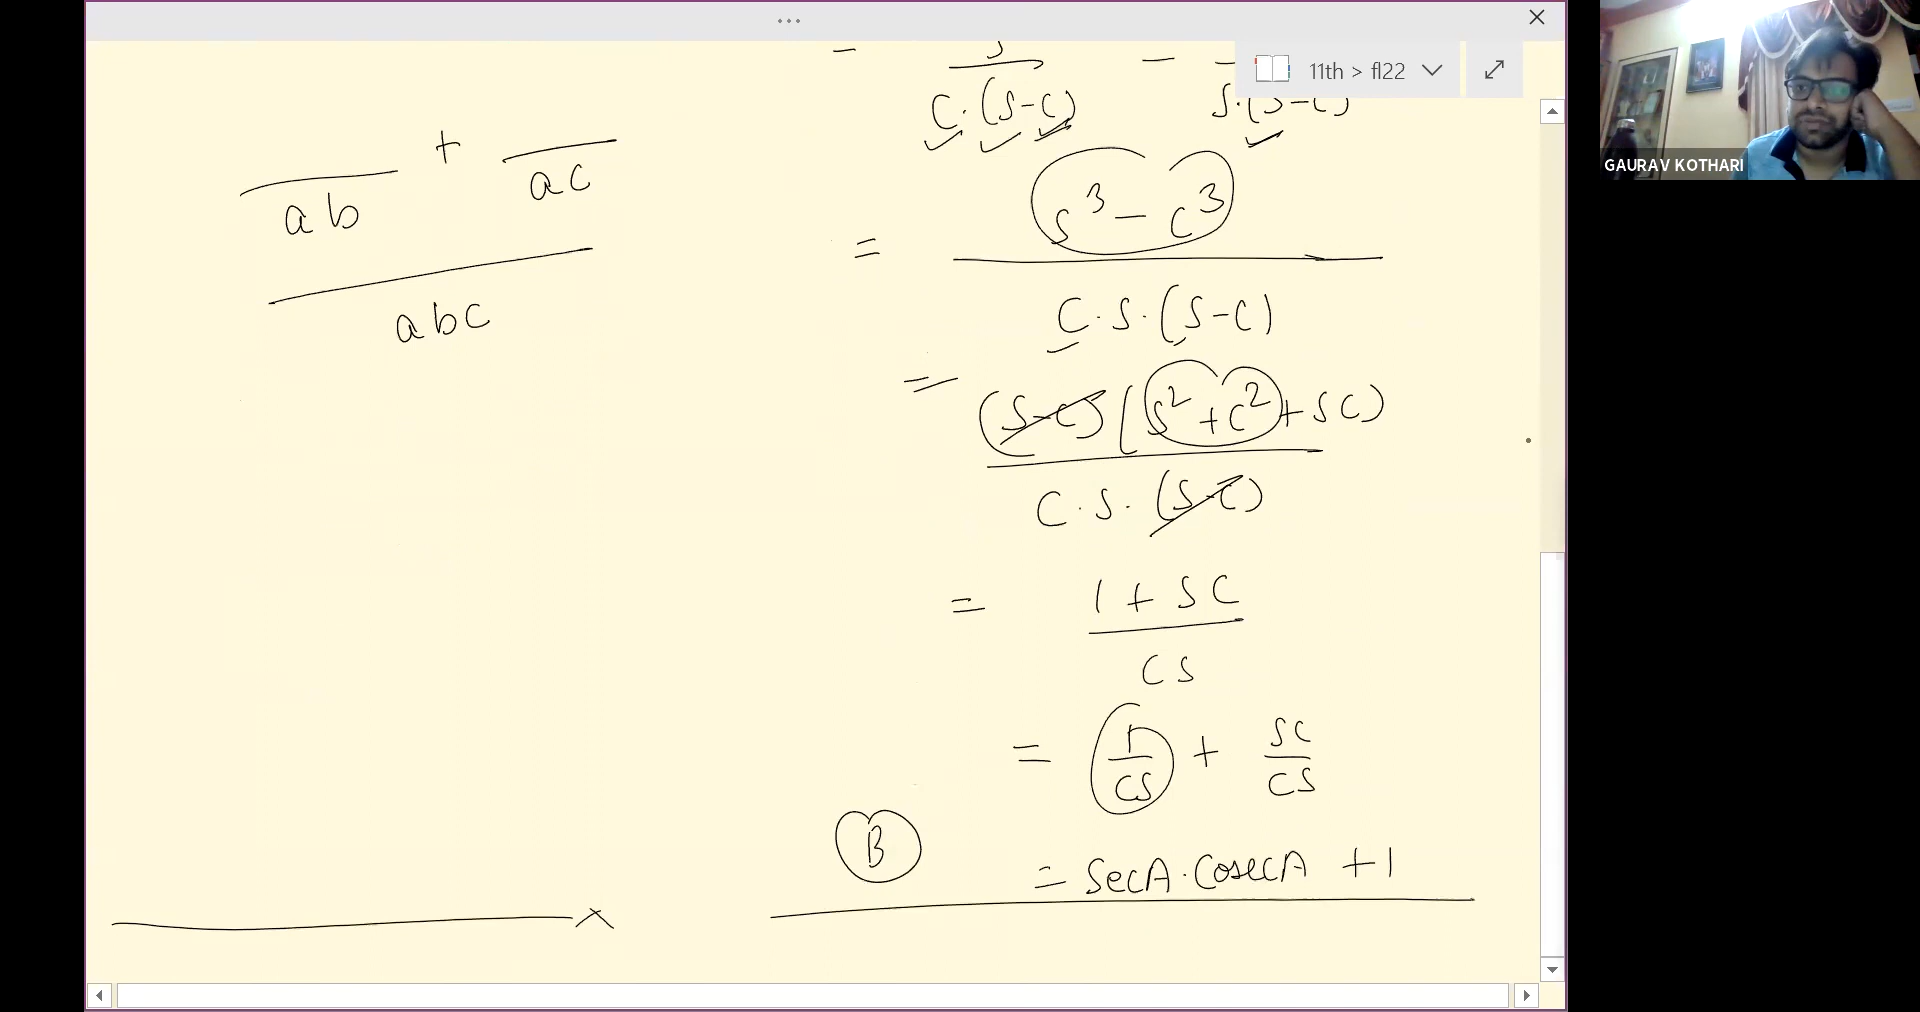 11th > fl22
GAURAV KOTHARI
+
ab
ac
abc
-
-
C.(S-C)
S.(S-C)
= S³ - C³
C.S.(S-C)
= (S-C)(S²+C²+SC)
C.S.(S-C)
= 1+SC
CS
= 1/CS + SC/CS
B
= SecA.CosecA +1